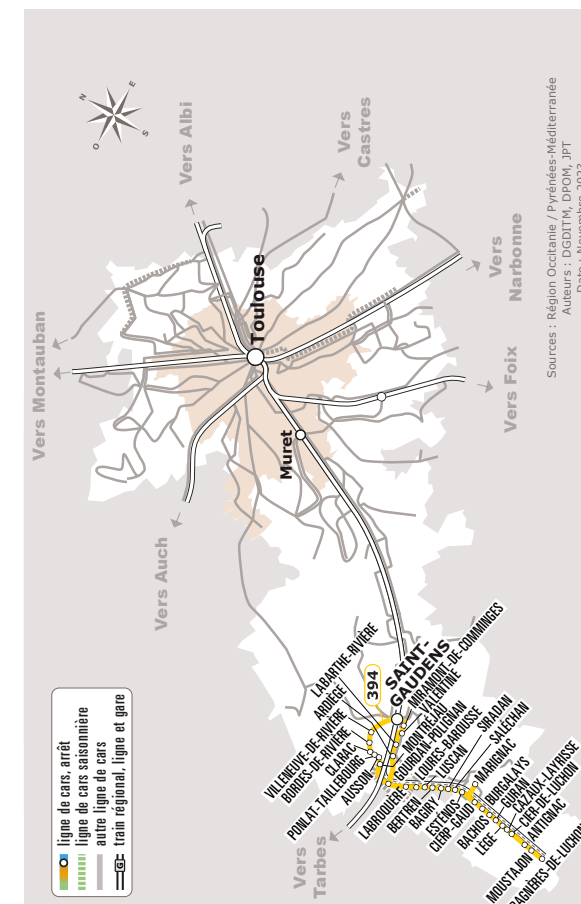 N
E
S
O
Vers Montauban
Vers Albi
Vers
Castres
Vers
Narbonne
Vers Foix
Vers Auch
Vers
Tarbes
Toulouse
Muret
394
SAINT-
GAUDENS
LABARTHE-RIVIÈRE
ARDIÈGE
VILLENEUVE-DE-RIVIÈRE
BORDES-DE-RIVIÈRE
CLARAC
PONLAT-TAILLEBOURG
AUSSON
MIRAMONT-DE-COMMINGES
VALENTINE
MONTRÉJAU
GOURDAN-POLIGNAN
LABROQUÈRE
LOURES-BAROUSSE
LUSCAN
BERTREN
BAGIRY
SIRADAN
SALÉCHAN
ESTÉNOS
MARIGNAC
CIERP-GAUD
BURGALAYS
BACHOS
GURAN
LÈGE
CAZAUX-LAYRISSE
CIER-DE-LUCHON
ANTIGNAC
MOUSTAJON
BAGNÈRES-DE-LUCHON
ligne de cars, arrêt
ligne de cars saisonnière
autre ligne de cars
train régional, ligne et gare
G
Sources : Région Occitanie / Pyrénées-Méditerranée
Auteurs : DGDITM, DPOM, JPT
Date : Novembre 2023